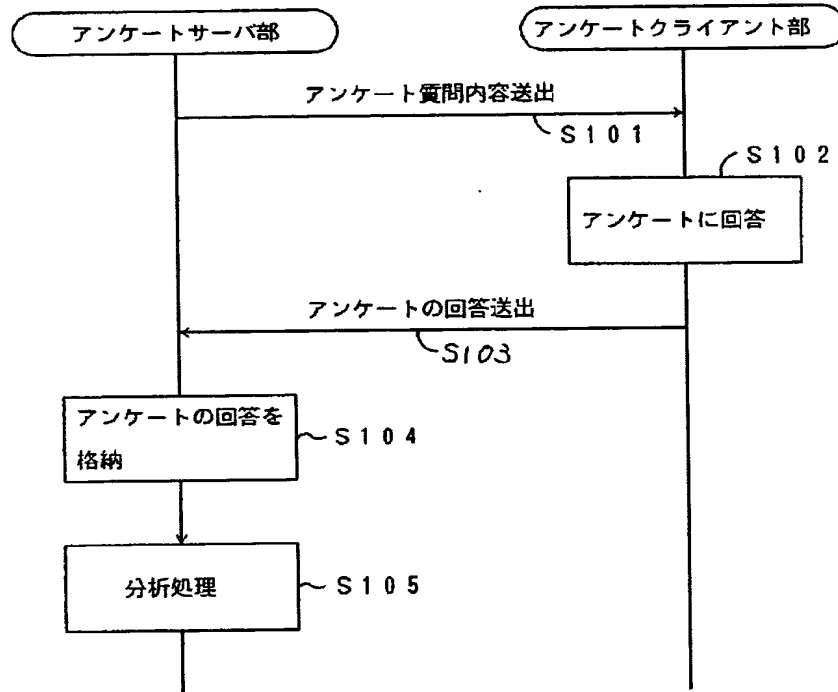 アンケートサーバ部
アンケートクライアント部
アンケート質問内容送出
S101
S102
アンケートに回答
アンケートの回答送出
S103
アンケートの回答を
格納
S104
分析処理
S105